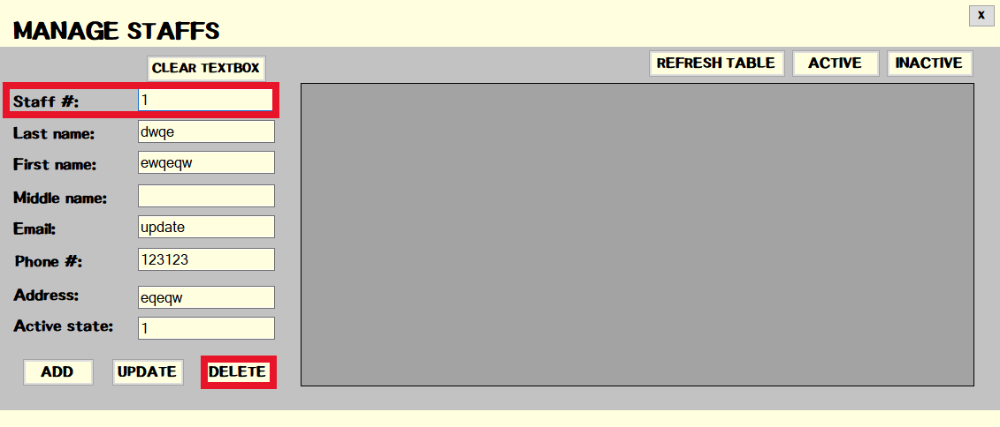 x
MANAGE STAFFS
CLEAR TEXTBOX
REFRESH TABLE ACTIVE INACTIVE
Staff #: 1
Last name: dwqe
First name: ewqeqw
Middle name:
Email: update
Phone #: 123123
Address: eqeqw
Active state: 1
ADD UPDATE DELETE